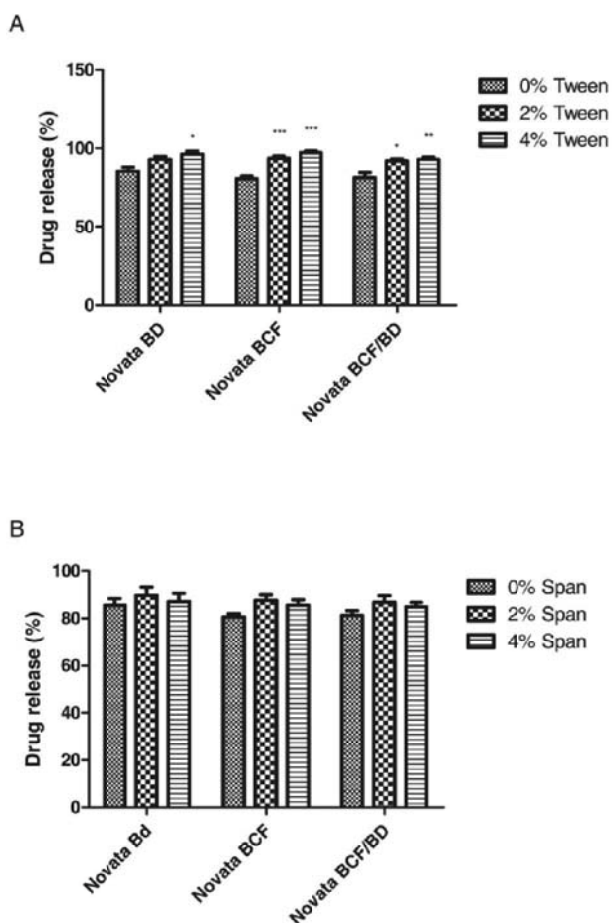 A
Drug release (%)
150
100
50
0
* *** *** * **
Novata BD
Novata BCF
Novata BCF/BD
0% Tween
2% Tween
4% Tween
B
Drug release (%)
100
80
60
40
20
0
Novata Bd
Novata BCF
Novata BCF/BD
0% Span
2% Span
4% Span